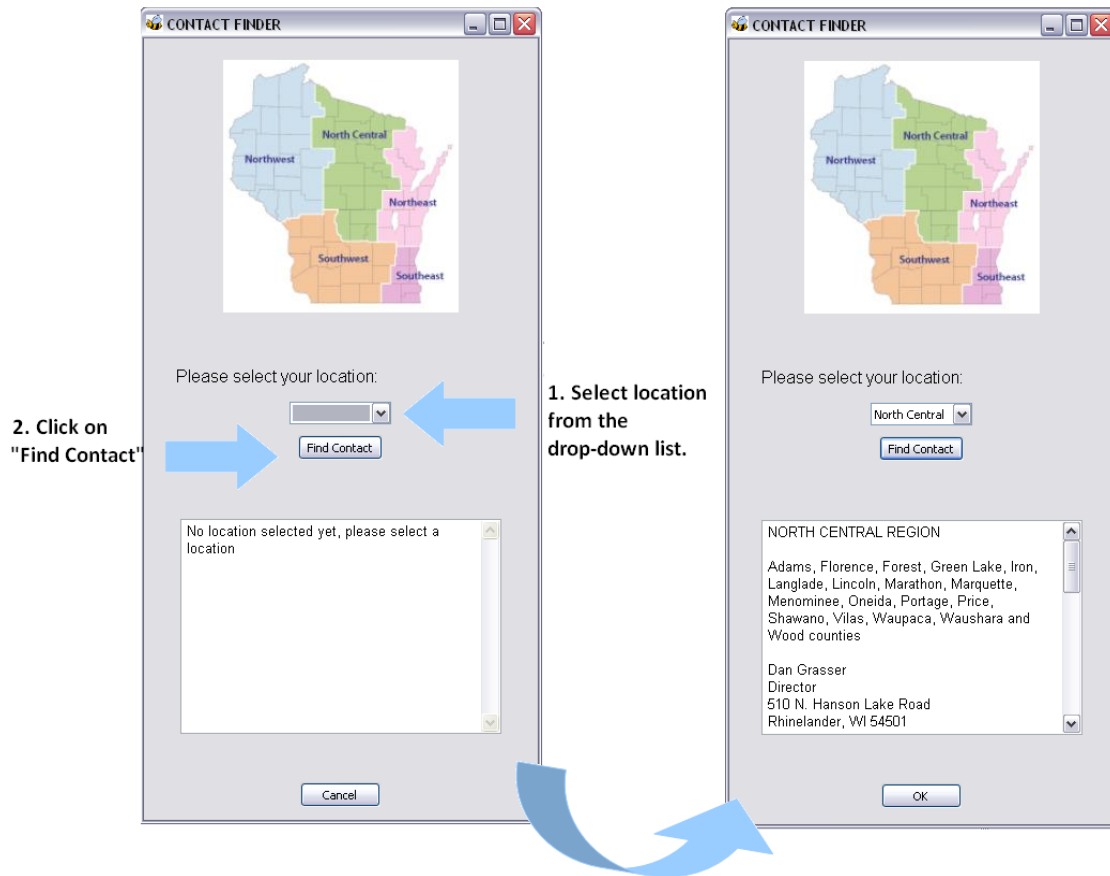 CONTACT FINDER
North Central
Northwest
Northeast
Southwest
Southeast
Please select your location:
Find Contact
No location selected yet, please select a
location
Cancel
2. Click on
"Find Contact"
1. Select location
from the
drop-down list.
CONTACT FINDER
North Central
Northwest
Northeast
Southwest
Southeast
Please select your location:
North Central
Find Contact
NORTH CENTRAL REGION
Adams, Florence, Forest, Green Lake, Iron,
Langlade, Lincoln, Marathon, Marquette,
Menominee, Oneida, Portage, Price,
Shawano, Vilas, Waupaca, Waushara and
Wood counties
Dan Grasser
Director
510 N. Hanson Lake Road
Rhinelander, WI 54501
OK